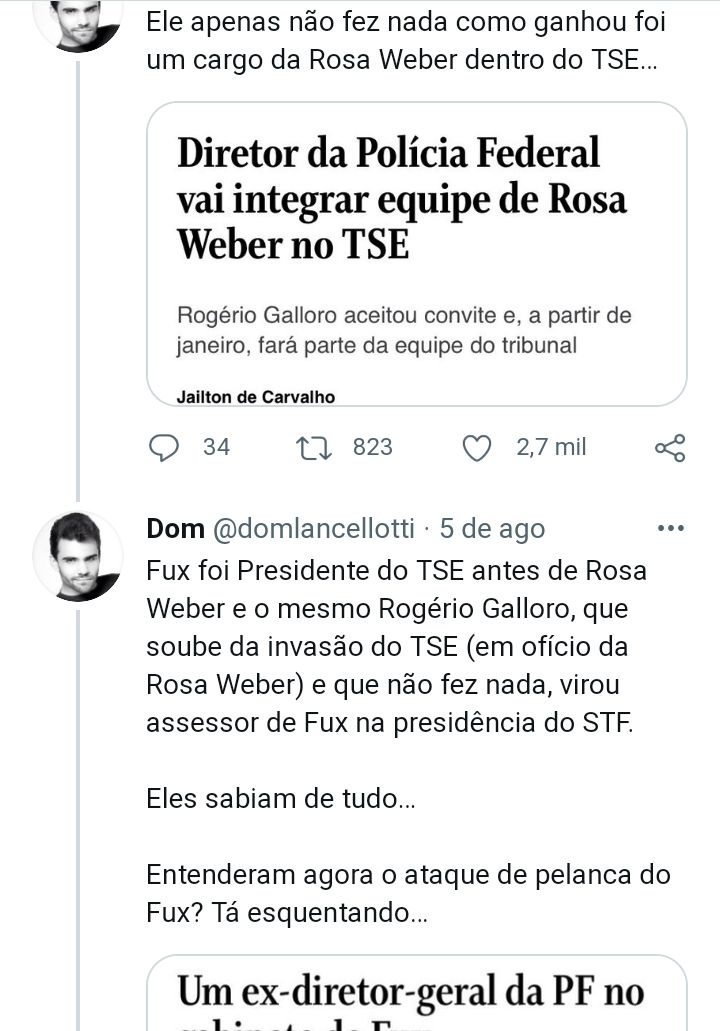 Ele apenas não fez nada como ganhou foi
um cargo da Rosa Weber dentro do TSE...
Diretor da Polícia Federal
vai integrar equipe de Rosa
Weber no TSE
Rogério Galloro aceitou convite e, a partir de
janeiro, fará parte da equipe do tribunal
Jailton de Carvalho
34 823 2,7 mil
Dom @domlancellotti · 5 de ago
Fux foi Presidente do TSE antes de Rosa
Weber e o mesmo Rogério Galloro, que
soube da invasão do TSE (em ofício da
Rosa Weber) e que não fez nada, virou
assessor de Fux na presidência do STF.
Eles sabiam de tudo...
Entenderam agora o ataque de pelanca do
Fux? Tá esquentando...
Um ex-diretor-geral da PF no
gabinete de Fux